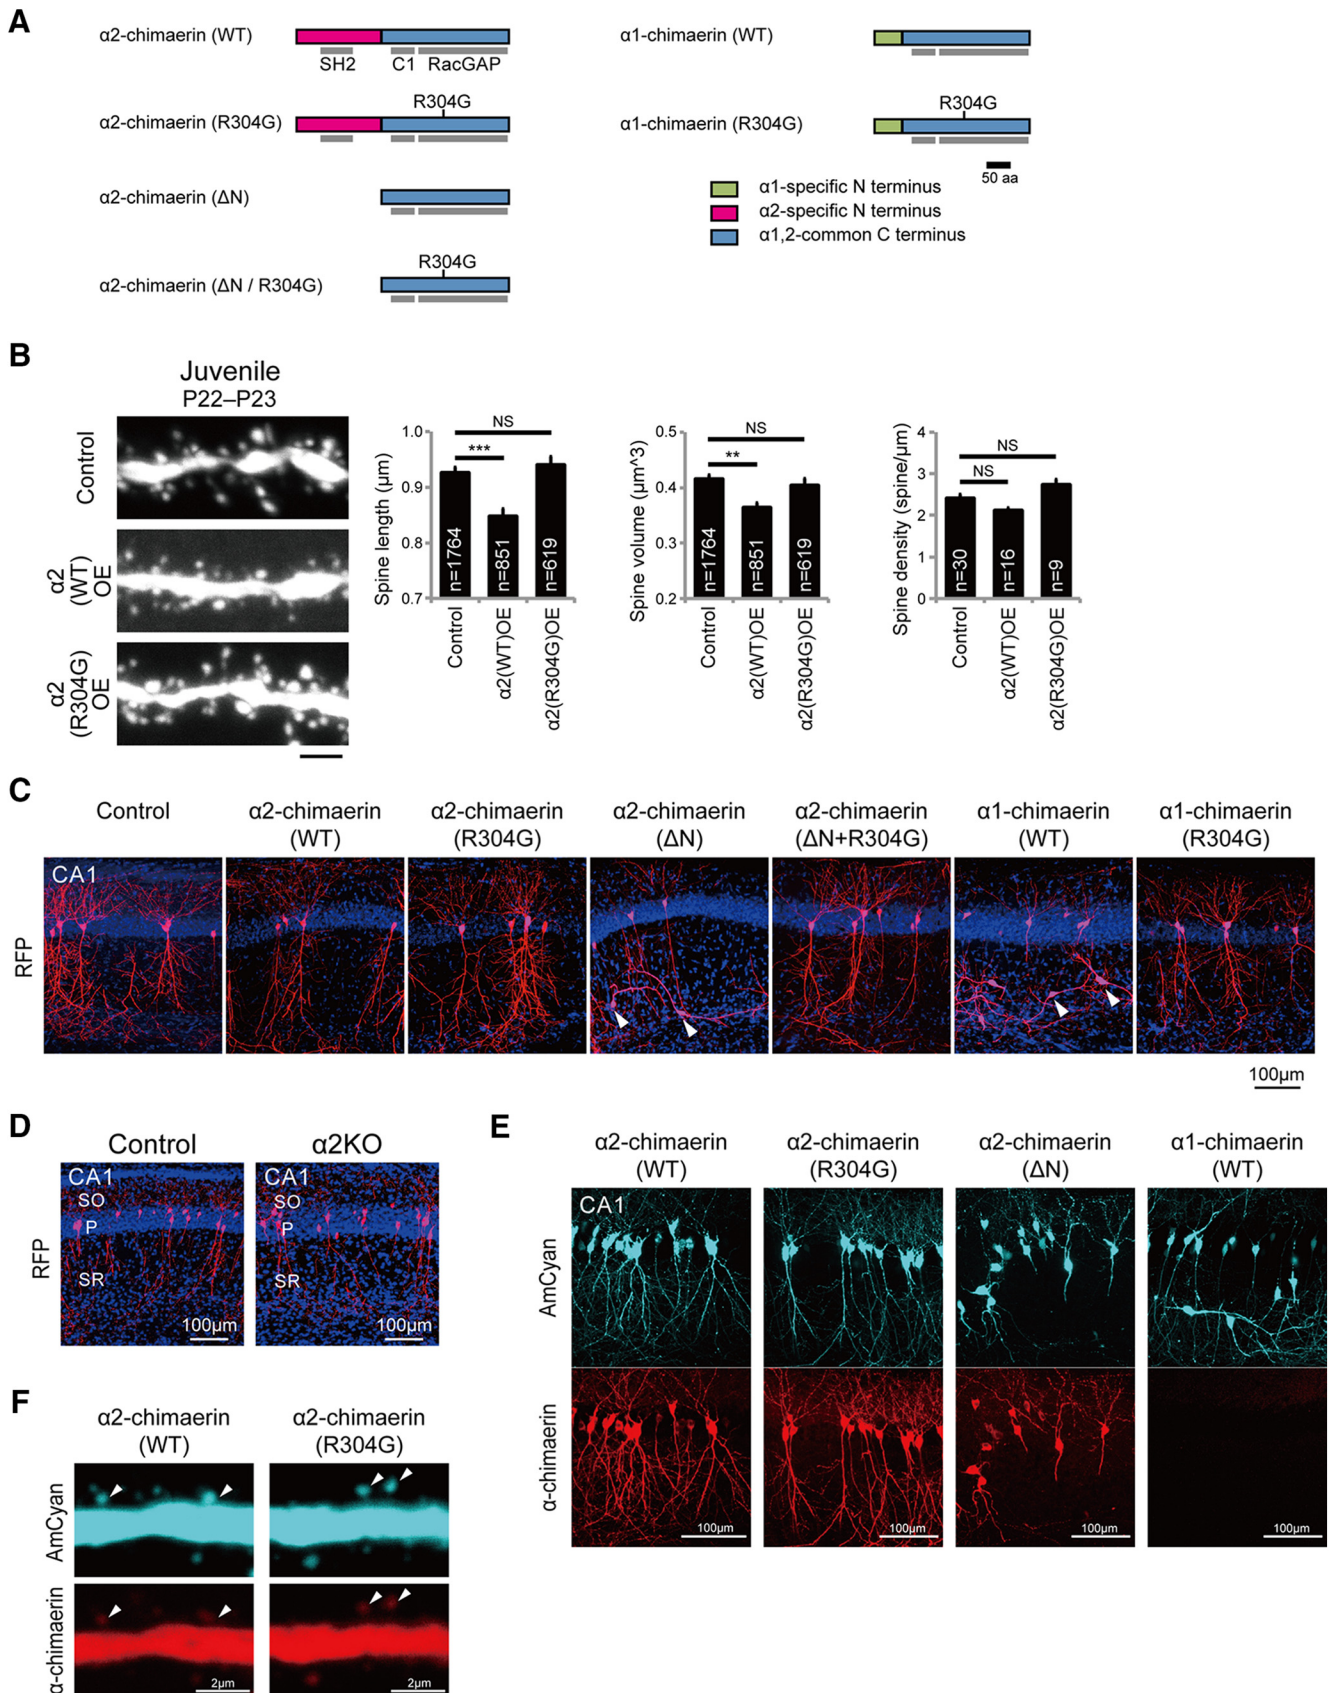 A
α2-chimaerin (WT)
SH2 C1 RacGAP
α1-chimaerin (WT)
α2-chimaerin (R304G)
R304G
α1-chimaerin (R304G)
R304G
50 aa
α2-chimaerin (ΔN)
α1-specific N terminus
α2-specific N terminus
α1,2-common C terminus
α2-chimaerin (ΔN / R304G)
R304G
B
Juvenile
P22–P23
Control
α2
(WT)
OE
α2
(R304G)
OE
Spine length (μm)
1.0
0.9
0.8
0.7
NS
***
n=1764
n=851
n=619
Control
α2(WT)OE
α2(R304G)OE
Spine volume (μm^3)
0.5
0.4
0.3
0.2
NS
**
n=1764
n=851
n=619
Control
α2(WT)OE
α2(R304G)OE
Spine density (spine/μm)
4
3
2
1
0
NS
NS
n=30
n=16
n=9
Control
α2(WT)OE
α2(R304G)OE
C
Control
α2-chimaerin
(WT)
α2-chimaerin
(R304G)
α2-chimaerin
(ΔN)
α2-chimaerin
(ΔN+R304G)
α1-chimaerin
(WT)
α1-chimaerin
(R304G)
RFP
CA1
100μm
D
Control
α2KO
RFP
CA1
SO
P
SR
100μm
CA1
SO
P
SR
100μm
E
α2-chimaerin
(WT)
α2-chimaerin
(R304G)
α2-chimaerin
(ΔN)
α1-chimaerin
(WT)
AmCyan
CA1
α-chimaerin
100μm
100μm
100μm
100μm
F
α2-chimaerin
(WT)
α2-chimaerin
(R304G)
AmCyan
α-chimaerin
2μm
2μm